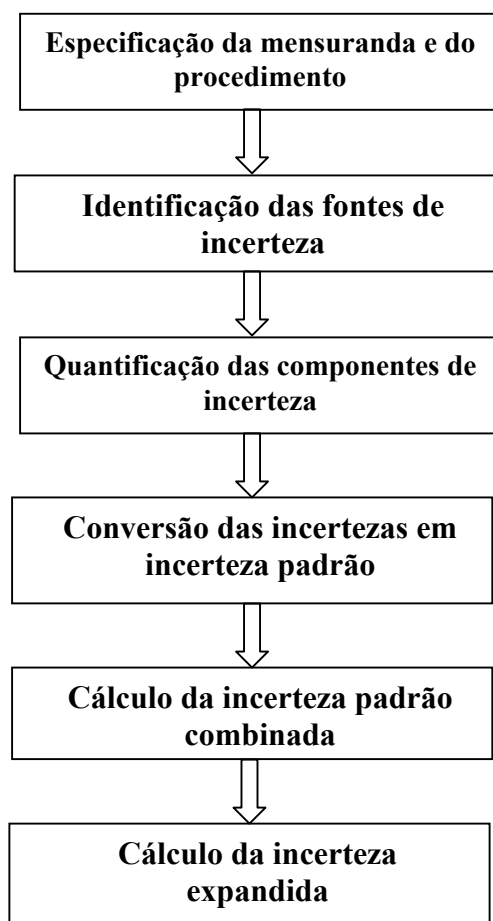 Especificação da mensuranda e do
procedimento
Identificação das fontes de
incerteza
Quantificação das componentes de
incerteza
Conversão das incertezas em
incerteza padrão
Cálculo da incerteza padrão
combinada
Cálculo da incerteza
expandida